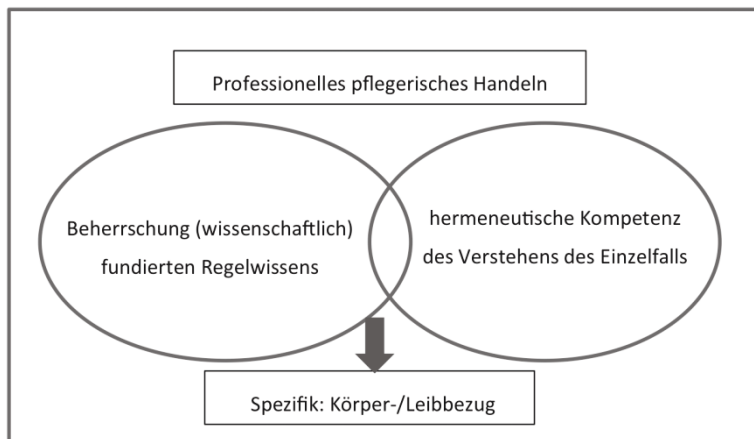 Professionelles pflegerisches Handeln
Beherrschung (wissenschaftlich)
fundierten Regelwissens
hermeneutische Kompetenz
des Verstehens des Einzelfalls
Spezifik: Körper-/Leibbezug